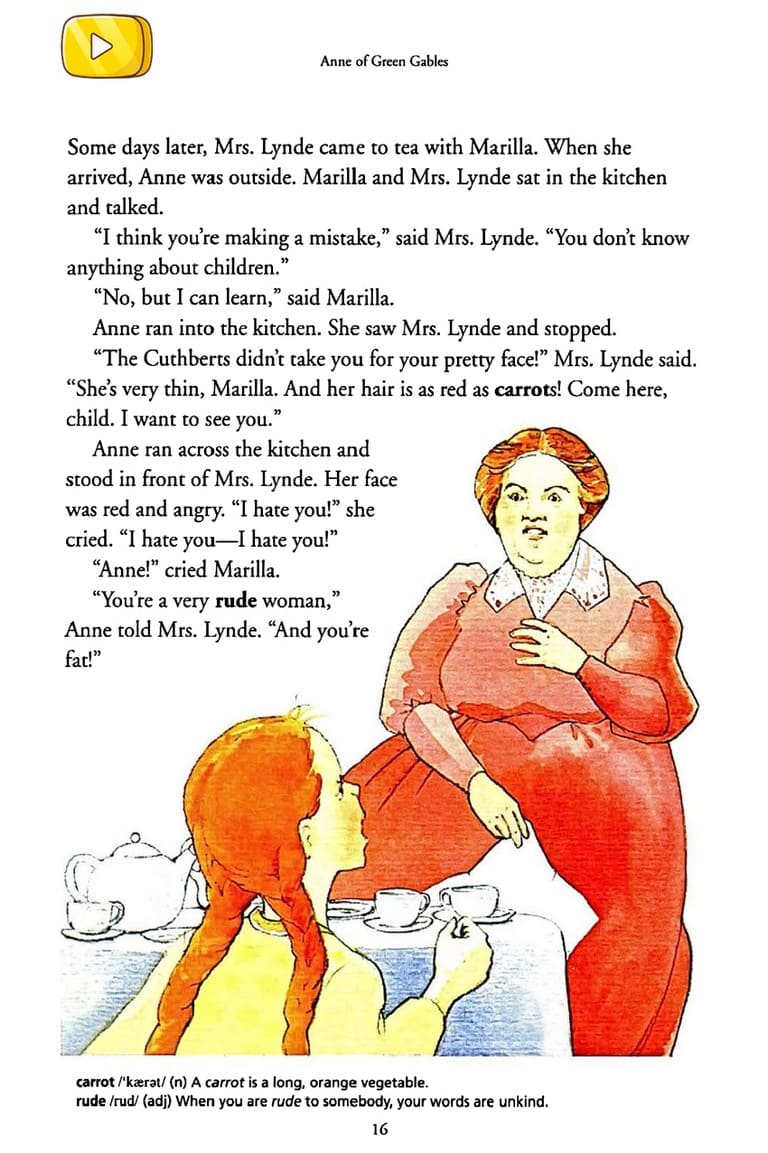 Anne of Green Gables
Some days later, Mrs. Lynde came to tea with Marilla. When she
arrived, Anne was outside. Marilla and Mrs. Lynde sat in the kitchen
and talked.
“I think you’re making a mistake,” said Mrs. Lynde. “You don’t know
anything about children.”
“No, but I can learn,” said Marilla.
Anne ran into the kitchen. She saw Mrs. Lynde and stopped.
“The Cuthberts didn’t take you for your pretty face!” Mrs. Lynde said.
“She’s very thin, Marilla. And her hair is as red as carrots! Come here,
child. I want to see you.”
Anne ran across the kitchen and
stood in front of Mrs. Lynde. Her face
was red and angry. “I hate you!” she
cried. “I hate you—I hate you!”
“Anne!” cried Marilla.
“You’re a very rude woman,”
Anne told Mrs. Lynde. “And you’re
fat!”
carrot /ˈkærət/ (n) A carrot is a long, orange vegetable.
rude /rud/ (adj) When you are rude to somebody, your words are unkind.
16